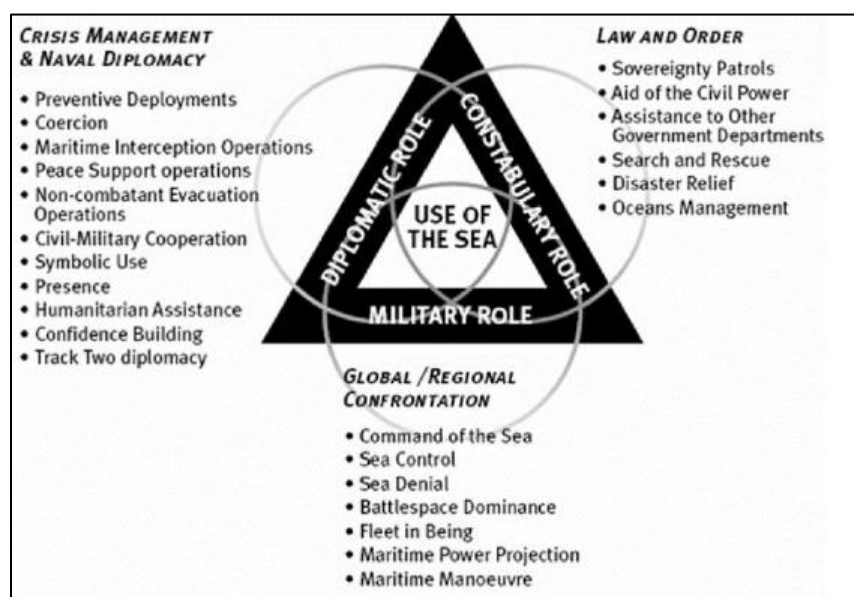 CRISIS MANAGEMENT
& NAVAL DIPLOMACY
• Preventive Deployments
• Coercion
• Maritime Interception Operations
• Peace Support operations
• Non-combatant Evacuation
Operations
• Civil-Military Cooperation
• Symbolic Use
• Presence
• Humanitarian Assistance
• Confidence Building
• Track Two diplomacy
DIPLOMATIC ROLE
CONSTABULARY ROLE
USE OF
THE SEA
MILITARY ROLE
LAW AND ORDER
• Sovereignty Patrols
• Aid of the Civil Power
• Assistance to Other
Government Departments
• Search and Rescue
• Disaster Relief
• Oceans Management
GLOBAL /REGIONAL
CONFRONTATION
• Command of the Sea
• Sea Control
• Sea Denial
• Battlespace Dominance
• Fleet in Being
• Maritime Power Projection
• Maritime Manoeuvre